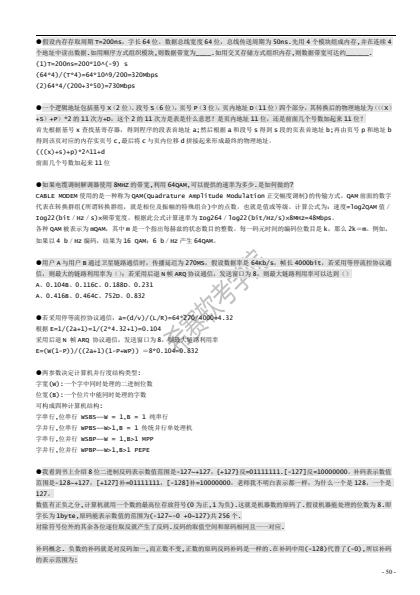 ●假设内存存取周期 T=200ns, 字长 64 位, 数据总线宽度 64 位, 总线传送周期为 50ns.先用 4 个模块组成内存,并在连续 4
个地址中读出数据.如用顺序方式组织模块,则数据带宽为____.如用交叉存储方式组织内存,则数据带宽可达约_______.
(1)T=200ns=200*10^(-9) s
(64*4)/(T*4)=64*10^9/200=320Mbps
(2)64*4/(200+3*50)=730Mbps
●一个逻辑地址包括基号 X(2 位),段号 S(6 位), 页号 P(3 位), 页内地址 D(11 位)四个部分, 其转换后的物理地址为(((X)
+S)+P)*2 的 11 次方+D, 这个 2 的 11 次方是表是什么意思? 是页内地址 11 位, 还是前面几个号数加起来 11 位?
首先根据基号 x 查找基寄存器, 得到程序的段表首地址 a;然后根据 a 和段号 s 得到 s 段的页表首地址 b;再由页号 p 和地址 b
得到该页对应的内存实页号 c,最后将 c 与页内位移 d 拼接起来形成最终的物理地址.
(((x)+s)+p)*2^11+d
前面几个号数加起来 11 位
●如果电缆调制解调器使用 8MHZ 的带宽,利用 64QAM,可以提供的速率为多少.是如何做的?
CABLE MODEM 使用的是一种称为 QAM(Quadrature Amplitude Modulation 正交幅度调制)的传输方式. QAM 前面的数字
代表在转换群组(所谓转换群组, 就是相位及振幅的特殊组合)中的点数. 也就是值或等级. 计算公式为: 速度=log2QAM 值/
Iog22(bit/HZ/s)×频带宽度. 根据此公式计算速率为 Iog264/log22(bit/Hz/s)×8MHz=48Mbps.
各种 QAM 被表示为 mQAM, 其中 m 是一个指出每赫兹的状态数目的整数. 每一码元时间的编码位数目是 k, 那么 2k=m. 例如,
如果以 4 b/HZ 编码, 结果为 16 QAM; 6 b/HZ 产生 64QAM.
●用户 A 与用户 B 通过卫星链路通信时, 传播延迟为 270MS, 假设数据率是 64Kb/s, 帧长 4000bit, 若采用等停流控协议通
信, 则最大的链路利用率为(); 若采用后退 N 帧 ARQ 协议通信, 发送窗口为 8, 则最大链路利用率可以达到()
A. 0.104B. 0.116C. 0.188D. 0.231
A. 0.416B. 0.464C. 752D. 0.832
●若采用停等流控协议通信: a=(d/v)/(L/R)=64*270/4000=4.32
根据 E=1/(2a+1)=1/(2*4.32+1)=0.104
采用后退 N 帧 ARQ 协议通信, 发送窗口为 8, 则最大链路利用率
E=(W(1-P))/((2a+1)(1-P+WP)) =8*0.104=0.832
●两参数决定计算机并行度结构类型:
字宽(W):一个字中同时处理的二进制位数
位宽(B):一个位片中能同时处理的字数
可构成四种计算机结构:
字串行,位串行 WSBS——W = 1,B = 1 纯串行
字并行,位串行 WPBS——W>1,B = 1 传统并行单处理机
字串行,位并行 WSBP——W = 1,B>1 MPP
字并行,位并行 WPBP——W>1,B>1 PEPE
●我看到书上介绍 8 位二进制反码表示数值范围是-127~+127, [+127]反=01111111.[-127]反=10000000, 补码表示数值
范围是-128~+127, [+127]补=01111111, [-128]补=10000000. 老师我不明白表示都一样, 为什么一个是 128, 一个是
127.
数值有正负之分,计算机就用一个数的最高位存放符号(0 为正,1 为负).这就是机器数的原码了.假设机器能处理的位数为 8.即
字长为 1byte,原码能表示数值的范围为(-127~-0 +0~127)共 256 个.
对除符号位外的其余各位逐位取反就产生了反码.反码的取值空间和原码相同且一一对应.
补码概念. 负数的补码就是对反码加一,而正数不变,正数的原码反码补码是一样的.在补码中用(-128)代替了(-0),所以补码
的表示范围为:
希赛软考学院
- 50 -